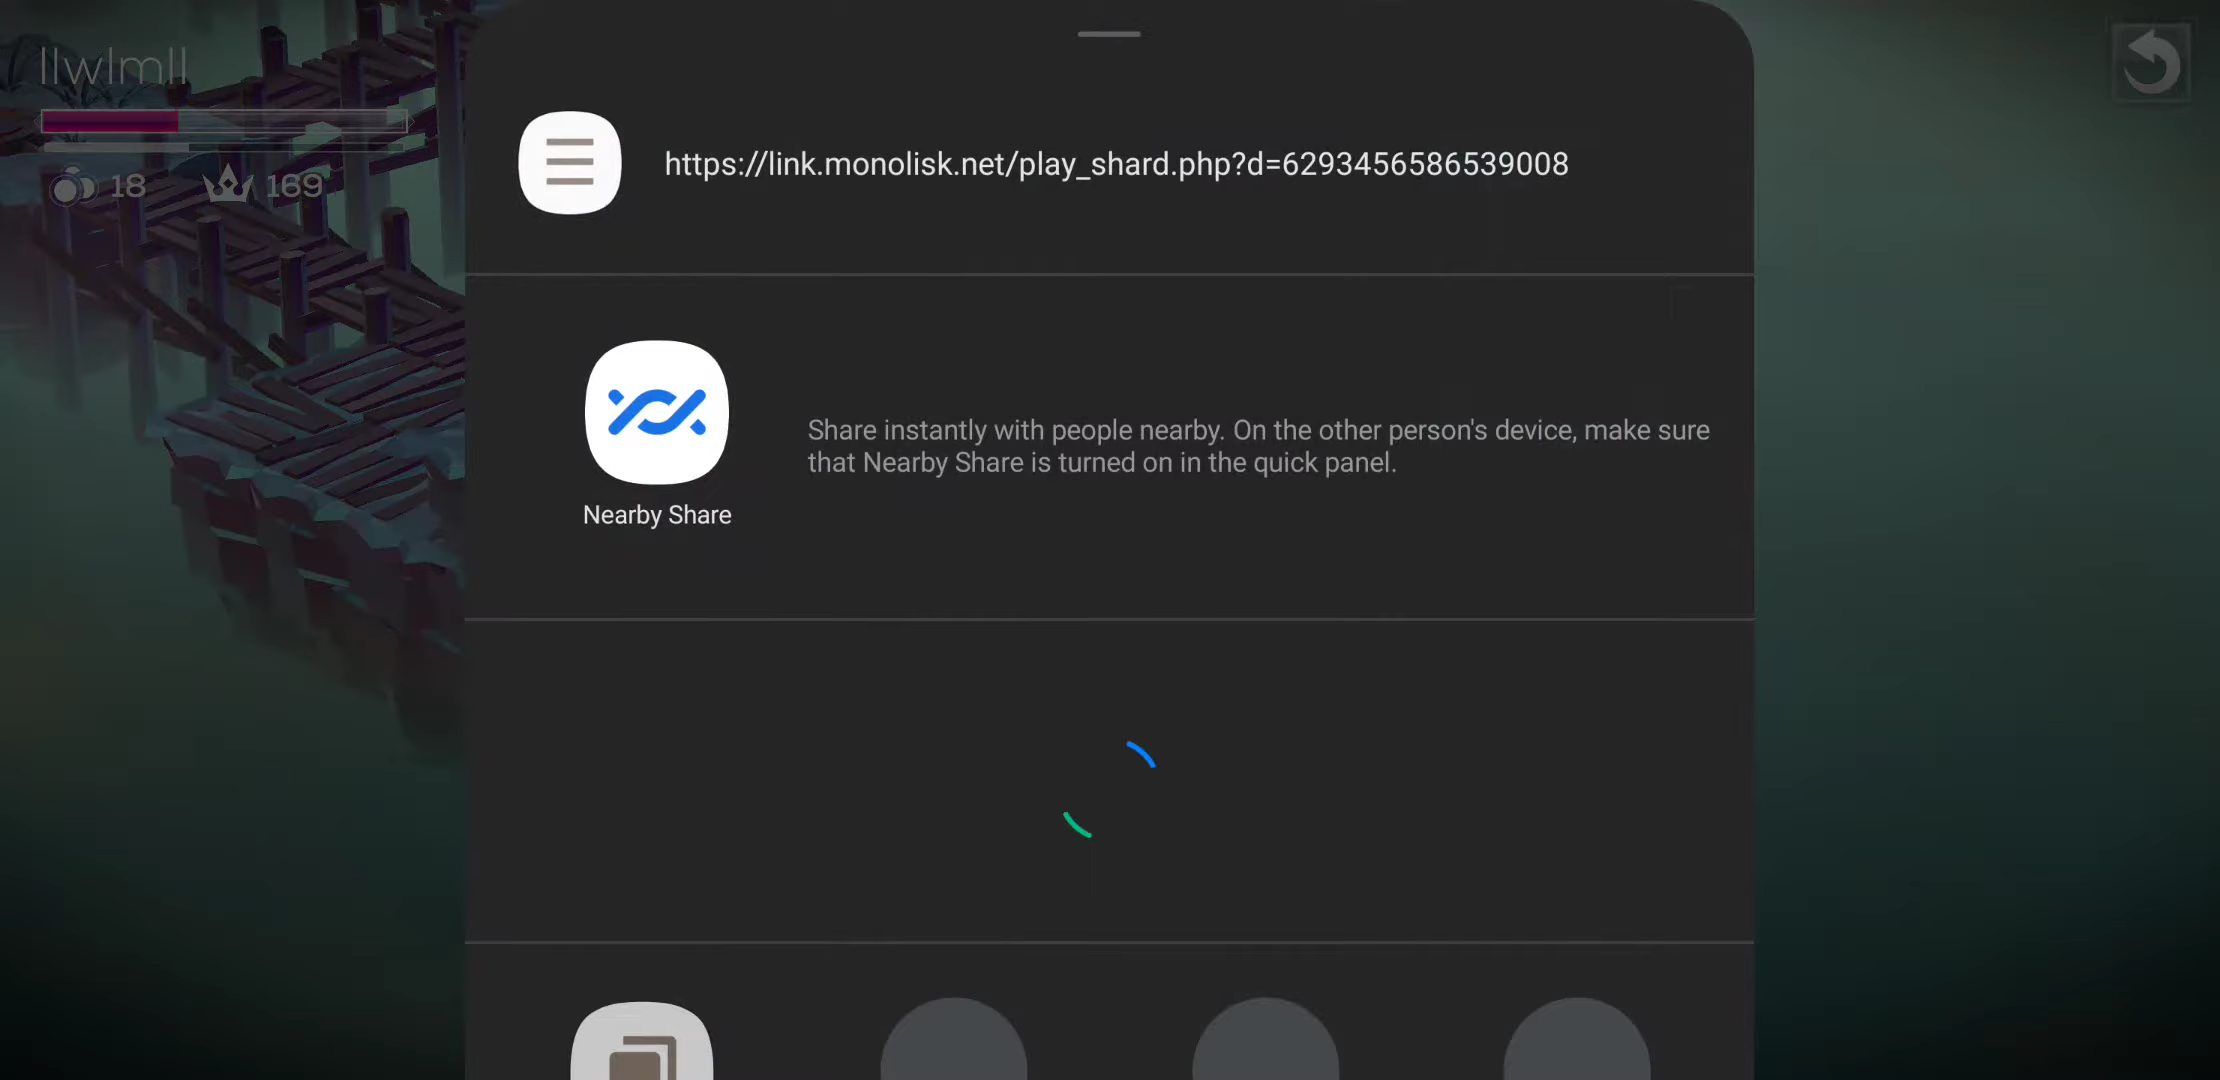 llwlmll
18
169
https://link.monolisk.net/play_shard.php?d=6293456586539008
Share instantly with people nearby. On the other person's device, make sure
that Nearby Share is turned on in the quick panel.
Nearby Share